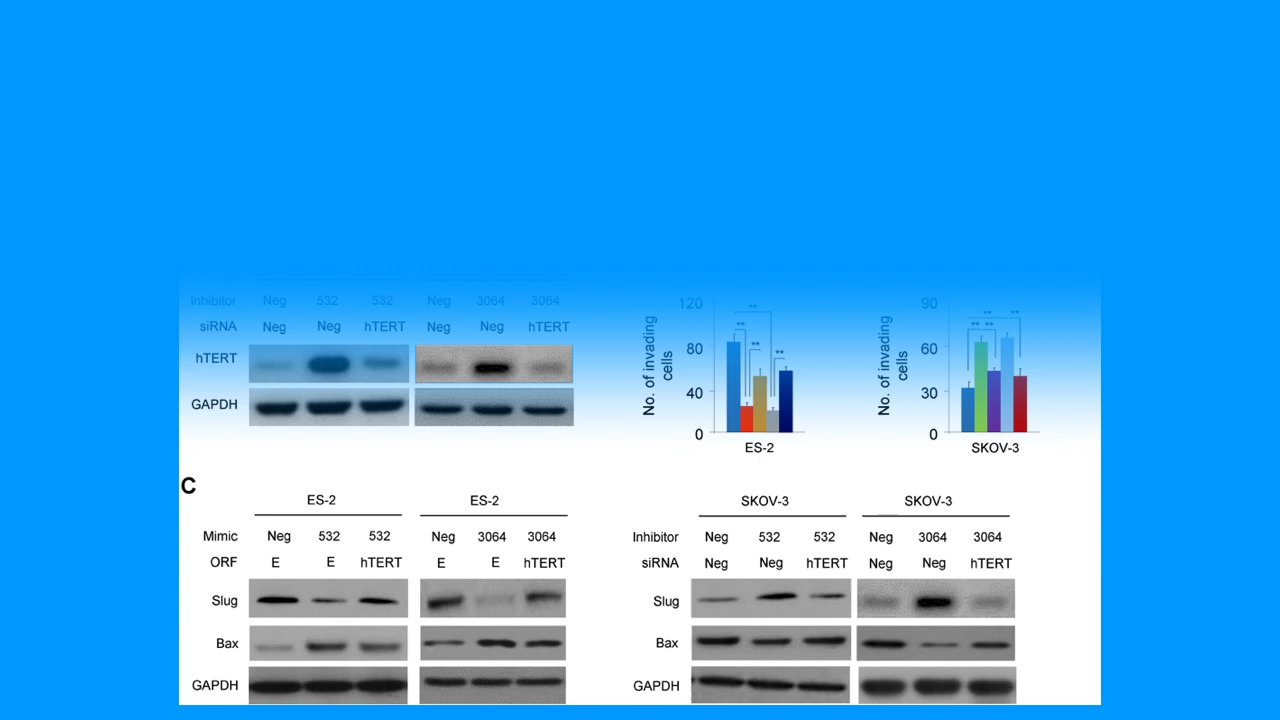 Inhibitor Neg 532 532 Neg 3064 3064
siRNA Neg Neg hTERT Neg Neg hTERT
hTERT
GAPDH
120
80
40
0
No. of invading cells
** ** ** **
ES-2
90
60
30
0
No. of invading cells
** ** ** **
SKOV-3
C
ES-2 ES-2
Mimic Neg 532 532 Neg 3064 3064
ORF E E hTERT E E hTERT
Slug
Bax
GAPDH
SKOV-3 SKOV-3
Inhibitor Neg 532 532 Neg 3064 3064
siRNA Neg Neg hTERT Neg Neg hTERT
Slug
Bax
GAPDH